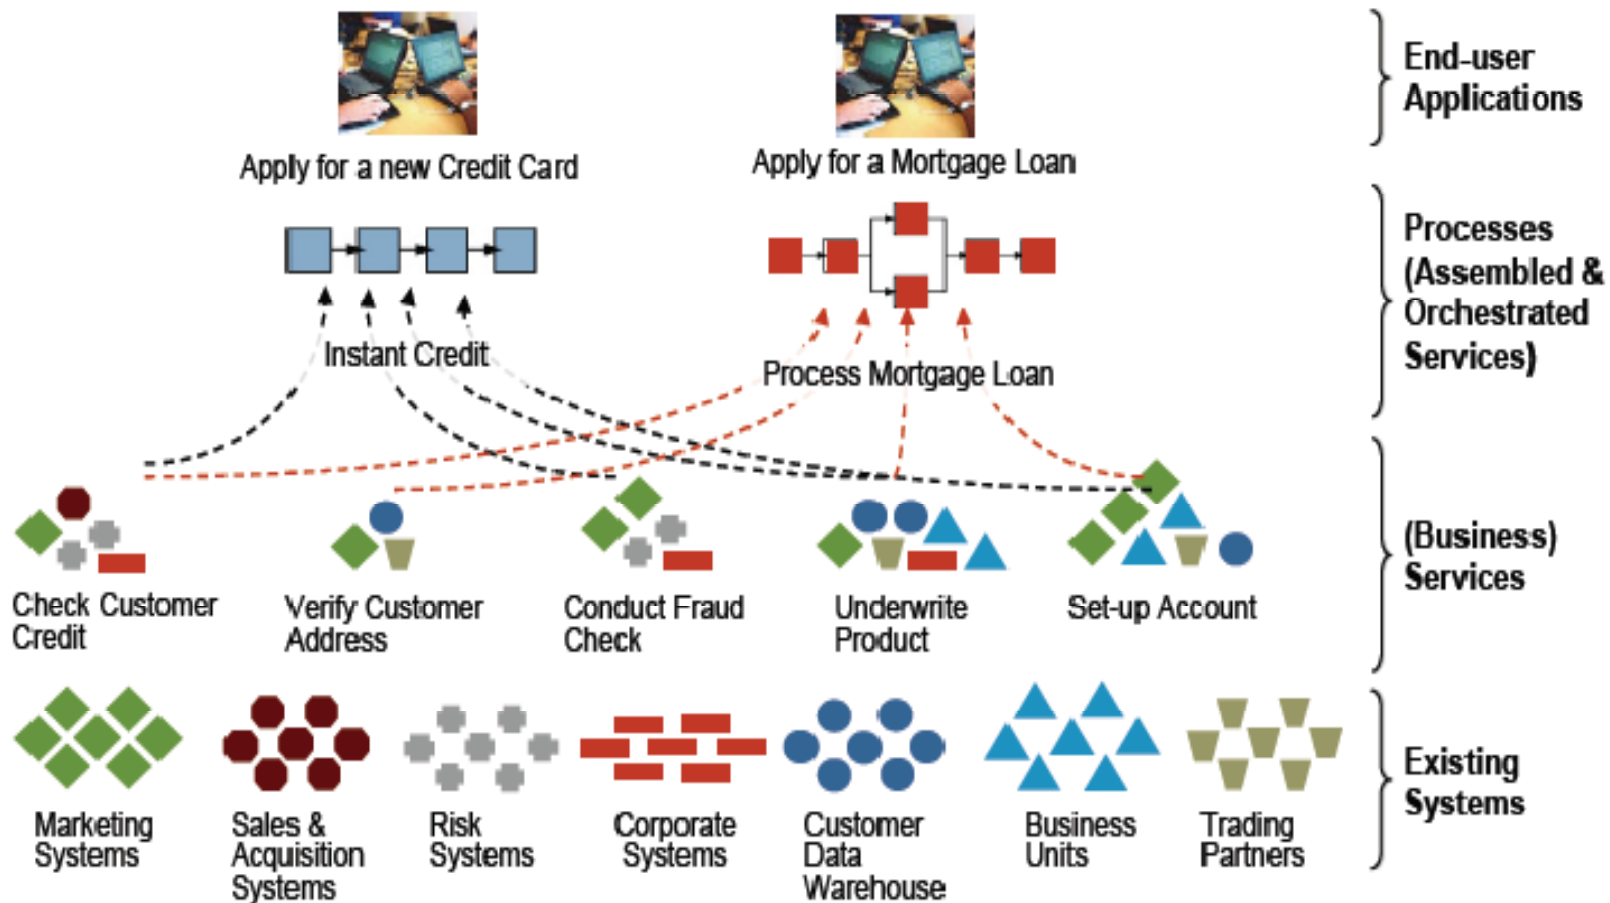 End-user
Applications
Apply for a new Credit Card
Apply for a Mortgage Loan
Processes
(Assembled &
Orchestrated
Services)
Instant Credit
Process Mortgage Loan
(Business)
Services
Check Customer
Credit
Verify Customer
Address
Conduct Fraud
Check
Underwrite
Product
Set-up Account
Existing
Systems
Marketing
Systems
Sales &
Acquisition
Systems
Risk
Systems
Corporate
Systems
Customer
Data
Warehouse
Business
Units
Trading
Partners